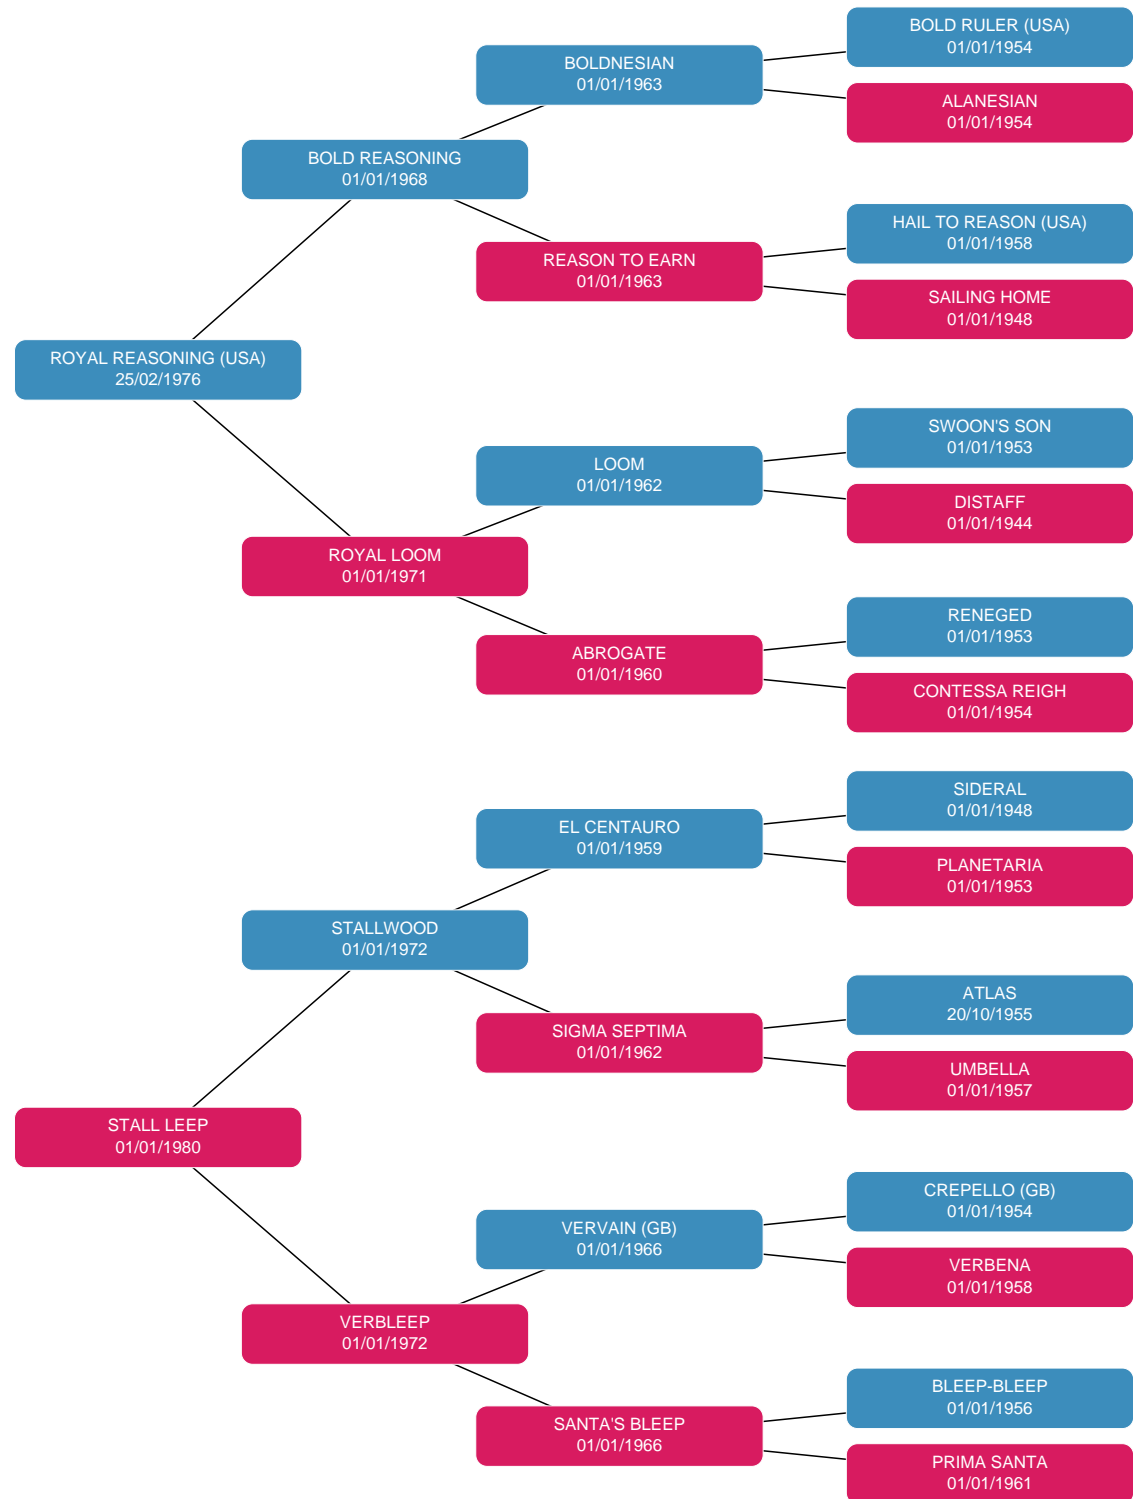 BOLD RULER (USA)
01/01/1954
BOLDNESIAN
01/01/1963
ALANESIAN
01/01/1954
BOLD REASONING
01/01/1968
HAIL TO REASON (USA)
01/01/1958
REASON TO EARN
01/01/1963
SAILING HOME
01/01/1948
ROYAL REASONING (USA)
25/02/1976
SWOON'S SON
01/01/1953
LOOM
01/01/1962
DISTAFF
01/01/1944
ROYAL LOOM
01/01/1971
RENEGED
01/01/1953
ABROGATE
01/01/1960
CONTESSA REIGH
01/01/1954
SIDERAL
01/01/1948
EL CENTAURO
01/01/1959
PLANETARIA
01/01/1953
STALLWOOD
01/01/1972
ATLAS
20/10/1955
SIGMA SEPTIMA
01/01/1962
UMBELLA
01/01/1957
STALL LEEP
01/01/1980
CREPELLO (GB)
01/01/1954
VERVAIN (GB)
01/01/1966
VERBENA
01/01/1958
VERBLEEP
01/01/1972
BLEEP-BLEEP
01/01/1956
SANTA'S BLEEP
01/01/1966
PRIMA SANTA
01/01/1961